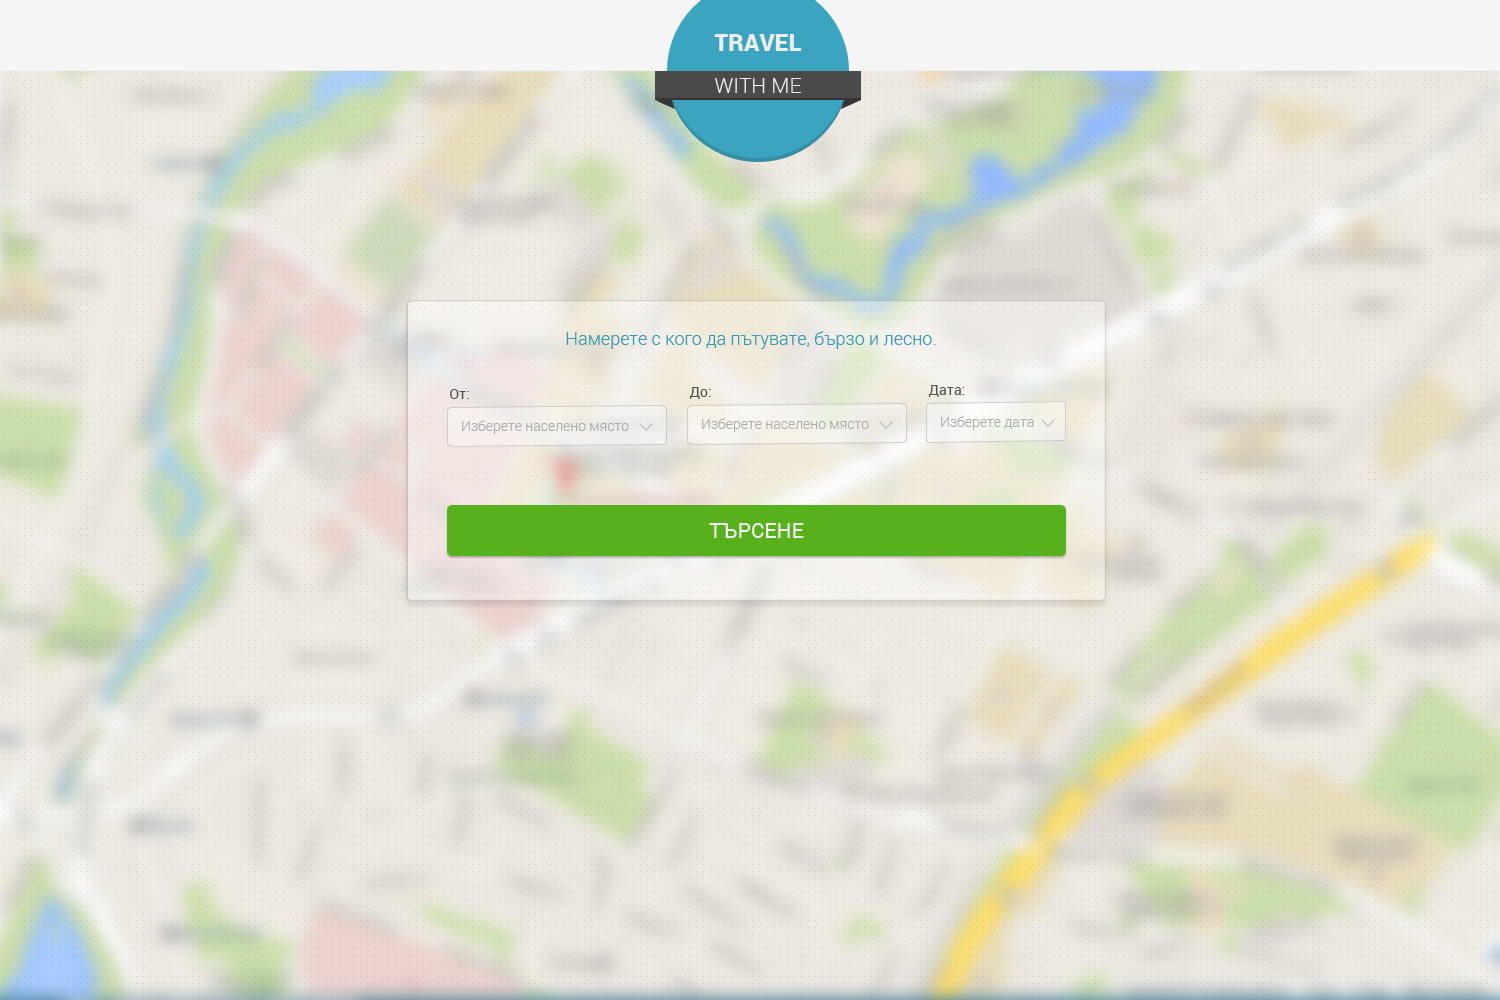 TRAVEL
WITH ME
Намерете с кого да пътувате, бързо и лесно.
От:
До:
Дата:
Изберете населено място
Изберете населено място
Изберете дата
ТЪРСЕНЕ